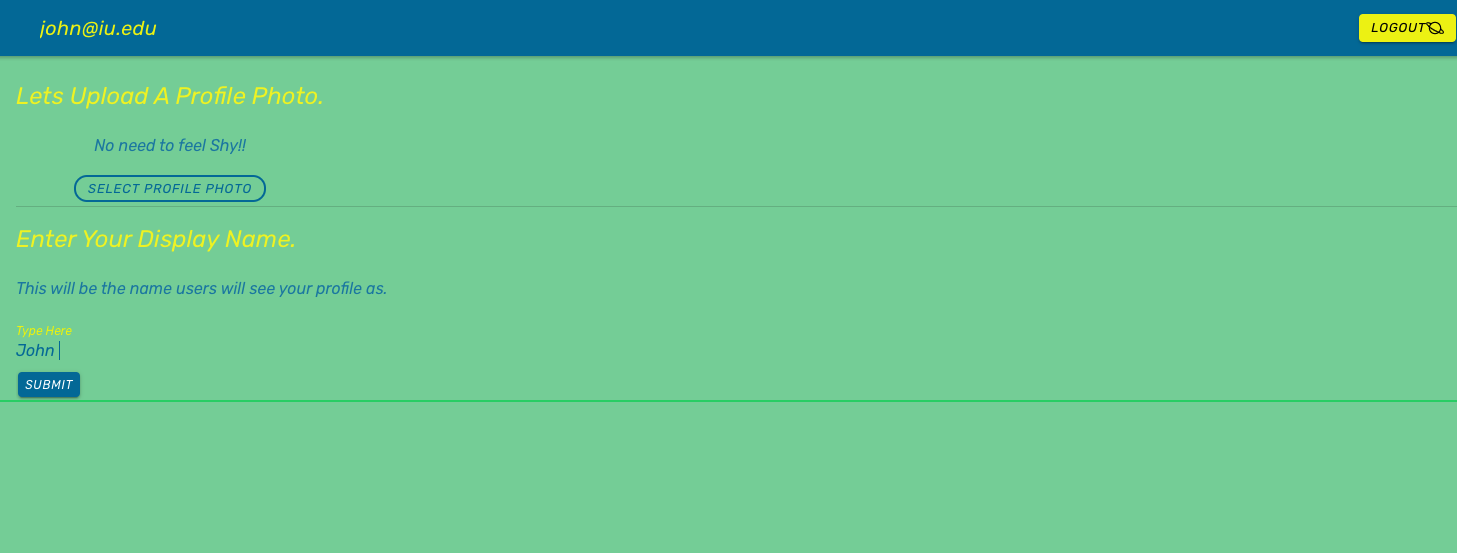 john@iu.edu
LOGOUT
Lets Upload A Profile Photo.
No need to feel Shy!!
SELECT PROFILE PHOTO
Enter Your Display Name.
This will be the name users will see your profile as.
Type Here
John
SUBMIT